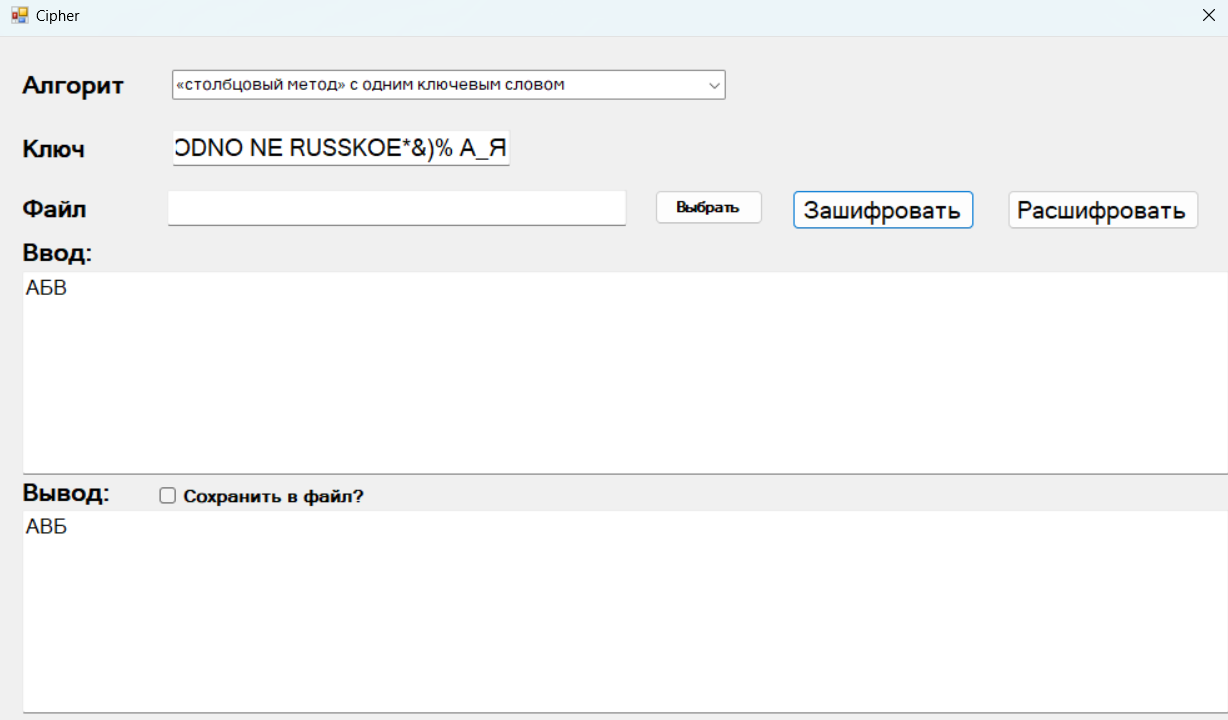 Cipher
Алгорит
«столбцовый метод» с одним ключевым словом
Ключ
ODNO NE RUSSKOE*&)% А_Я
Файл
Выбрать
Зашифровать
Расшифровать
Ввод:
АБВ
Вывод:
Сохранить в файл?
АВБ